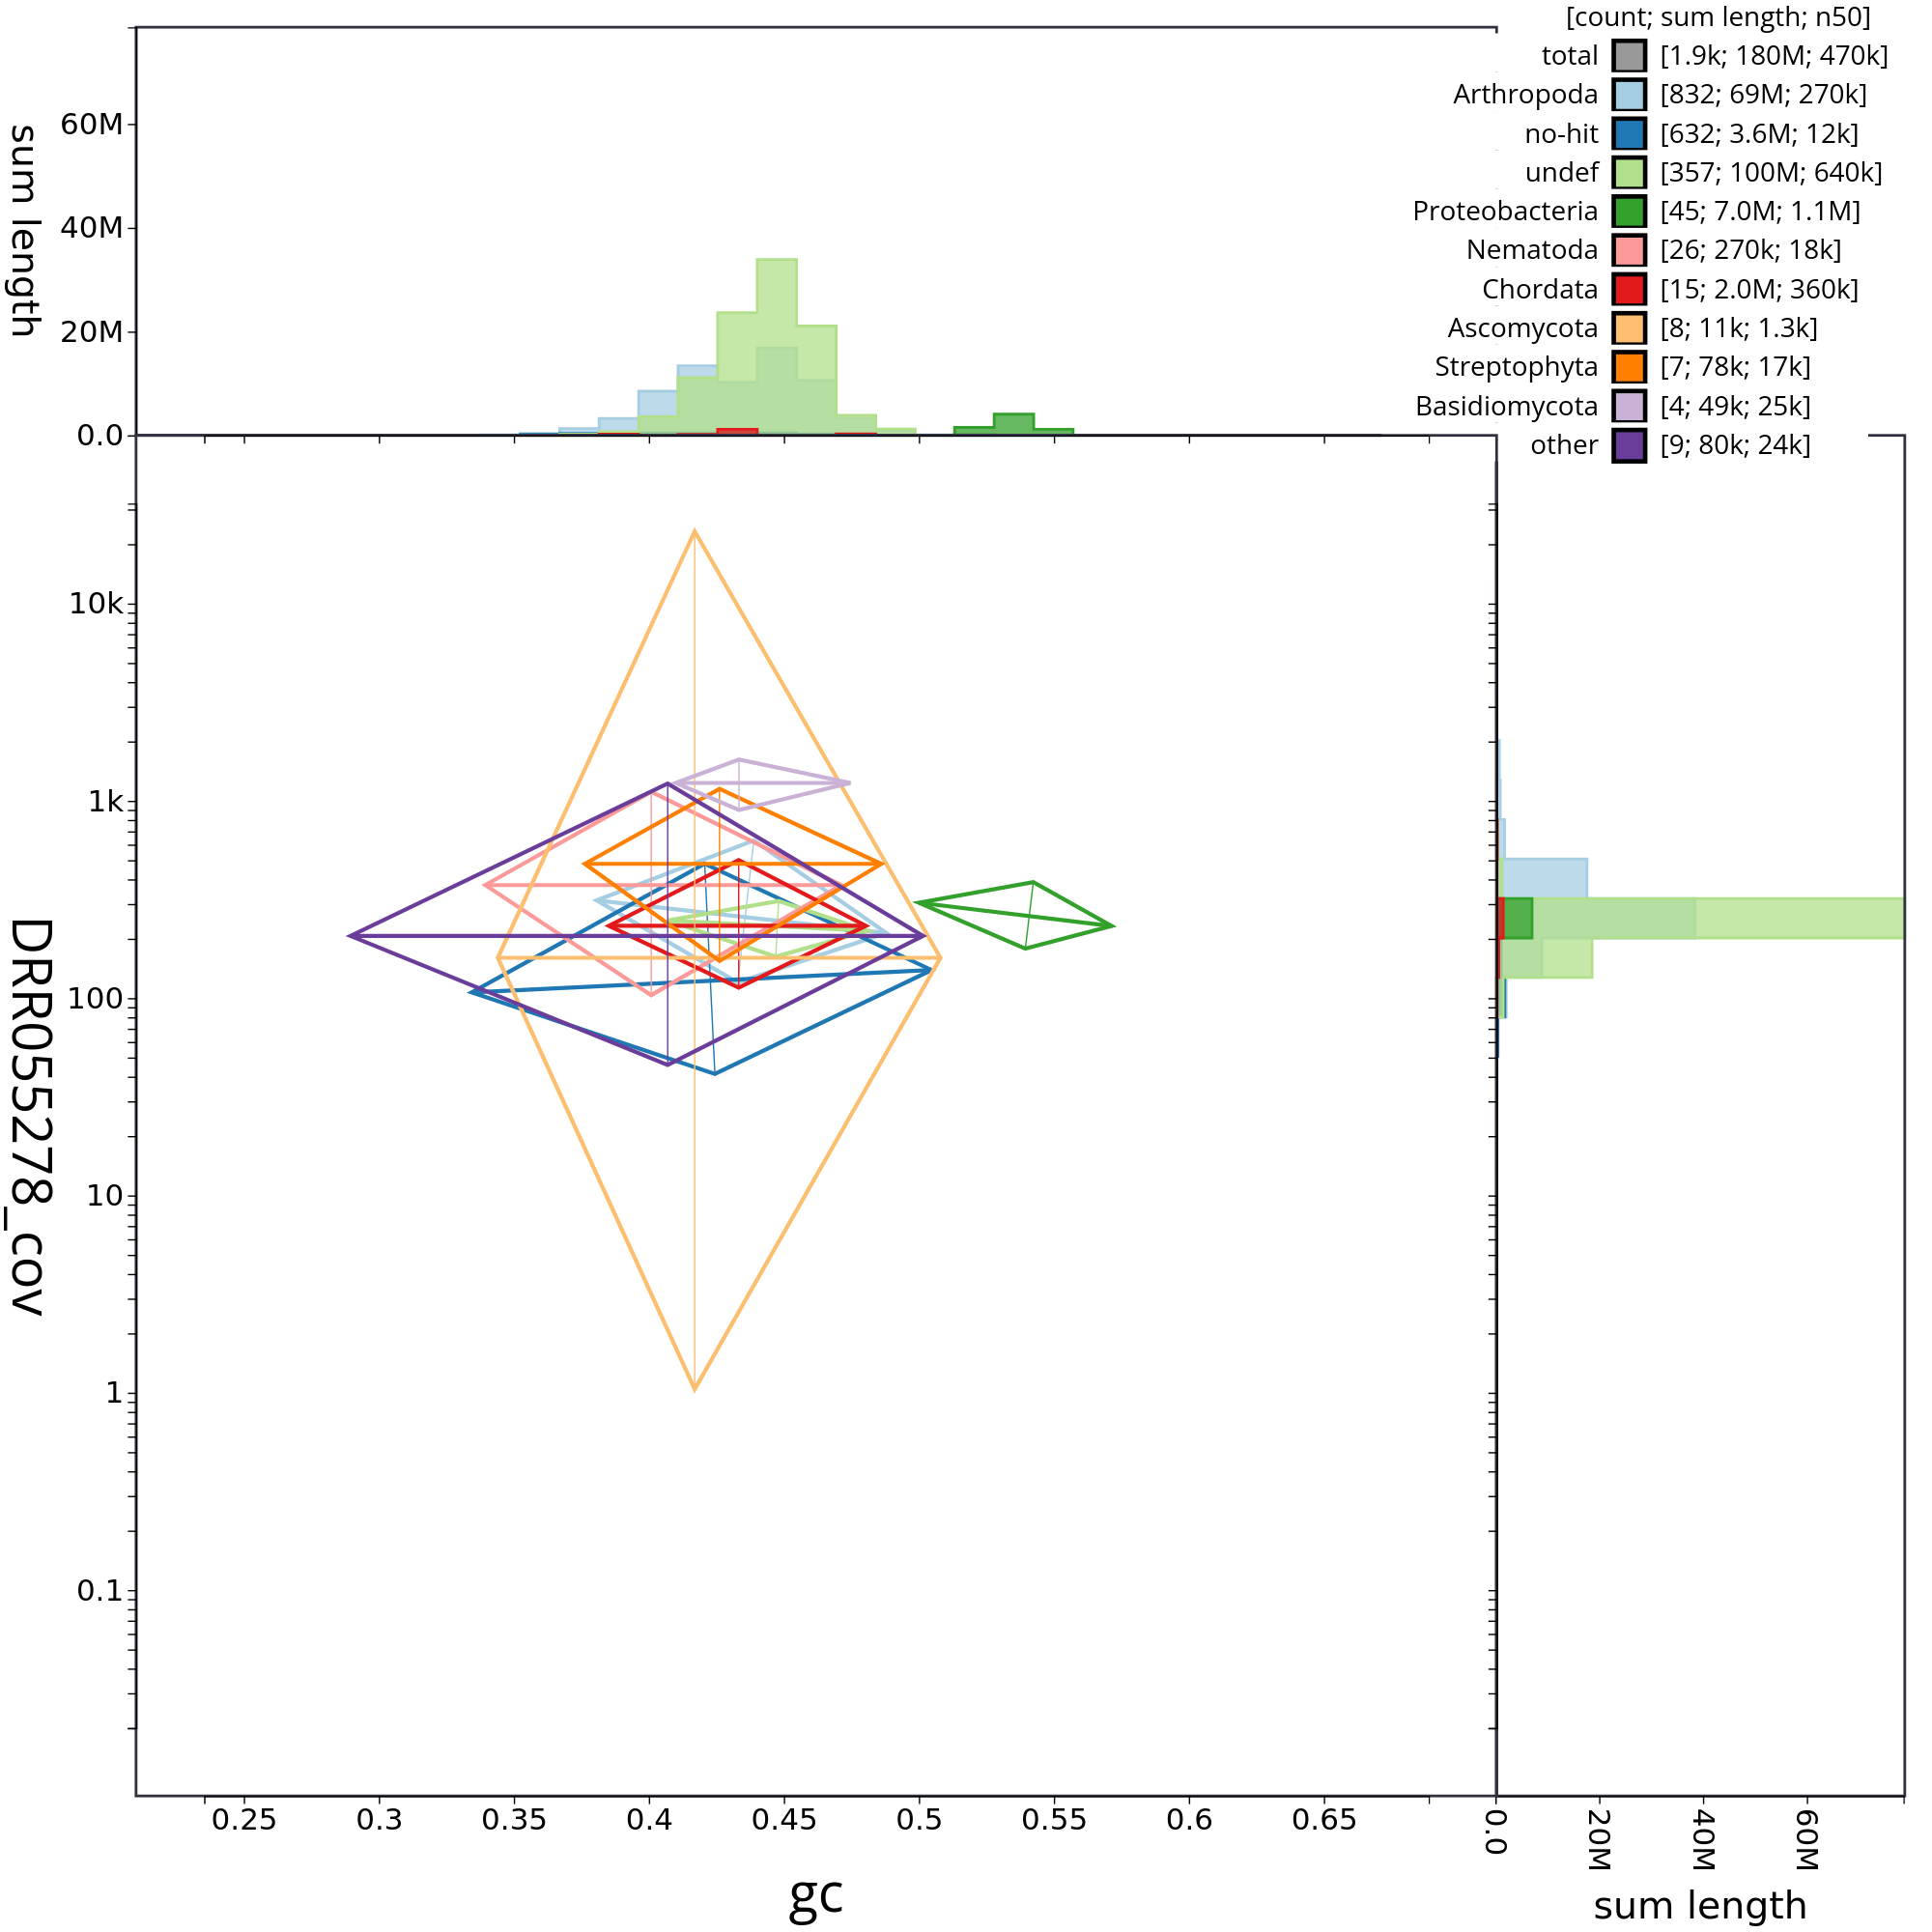 [count; sum length; n50]
total [1.9k; 180M; 470k]
Arthropoda [832; 69M; 270k]
no-hit [632; 3.6M; 12k]
undef [357; 100M; 640k]
Proteobacteria [45; 7.0M; 1.1M]
Nematoda [26; 270k; 18k]
Chordata [15; 2.0M; 360k]
Ascomycota [8; 11k; 1.3k]
Streptophyta [7; 78k; 17k]
Basidiomycota [4; 49k; 25k]
other [9; 80k; 24k]
sum length
60M
40M
20M
0.0
DRR055278_cov
10k
1k
100
10
1
0.1
0.25 0.3 0.35 0.4 0.45 0.5 0.55 0.6 0.65
gc
0.0 20M 40M 60M
sum length